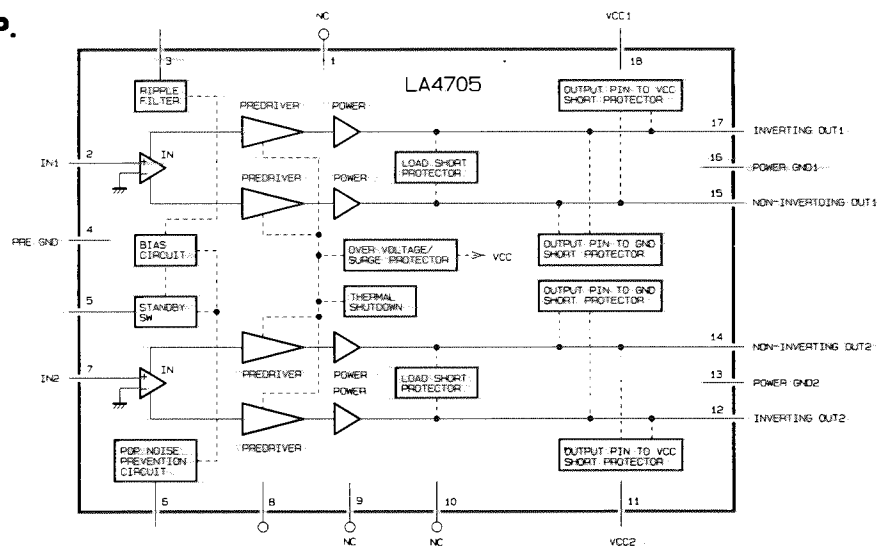 P.
NC
VCC1
3
1
18
LA4705
RIPPLE
FILTER
OUTPUT PIN TO VCC
SHORT PROTECTOR
PREDRIVER
POWER
17
INVERTING OUT1
IN1
2
IN
LOAD SHORT
PROTECTOR
16
POWER GND1
PREDRIVER
POWER
15
NON-INVERTDING OUT1
PRE GND
4
BIAS
CIRCUIT
OVER VOLTAGE/
SURGE PROTECTOR
VCC
OUTPUT PIN TO GND
SHORT PROTECTOR
5
STANDBY
SW
THERMAL
SHUTDOWN
OUTPUT PIN TO GND
SHORT PROTECTOR
14
NON-INVERTING OUT2
IN2
7
IN
PREDRIVER
POWER
POWER
LOAD SHORT
PROTECTOR
13
POWER GND2
12
INVERTING OUT2
PREDRIVER
POP NOISE
PREVENTION
CIRCUIT
OUTPUT PIN TO VCC
SHORT PROTECTOR
8
9
10
11
NC
NC
VCC2